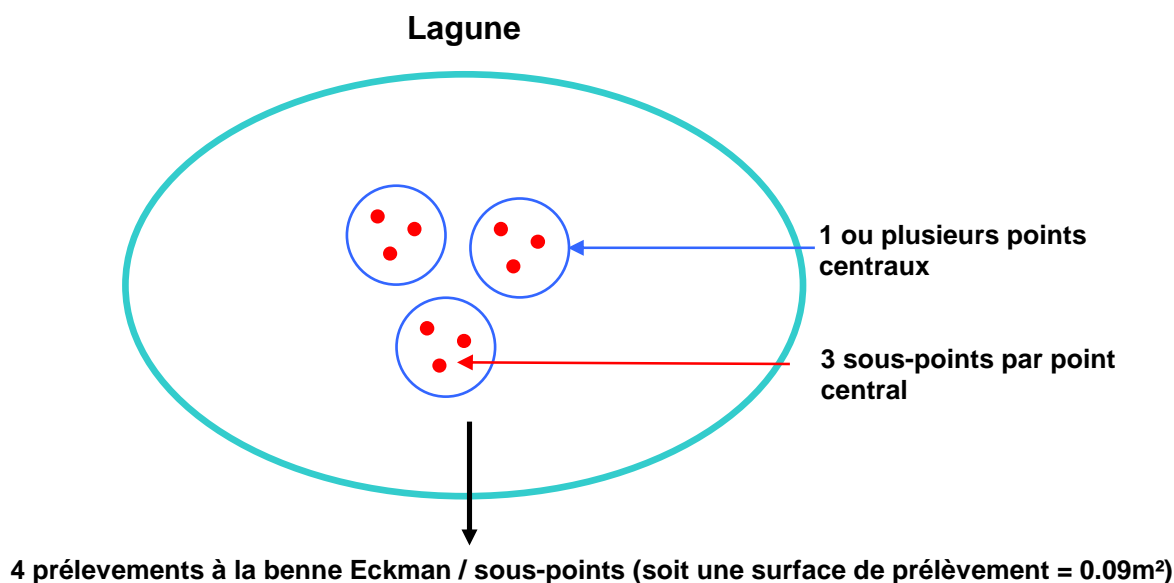 Lagune
1 ou plusieurs points
centraux
3 sous-points par point
central
4 prélevements à la benne Eckman / sous-points (soit une surface de prélèvement = 0.09m²)